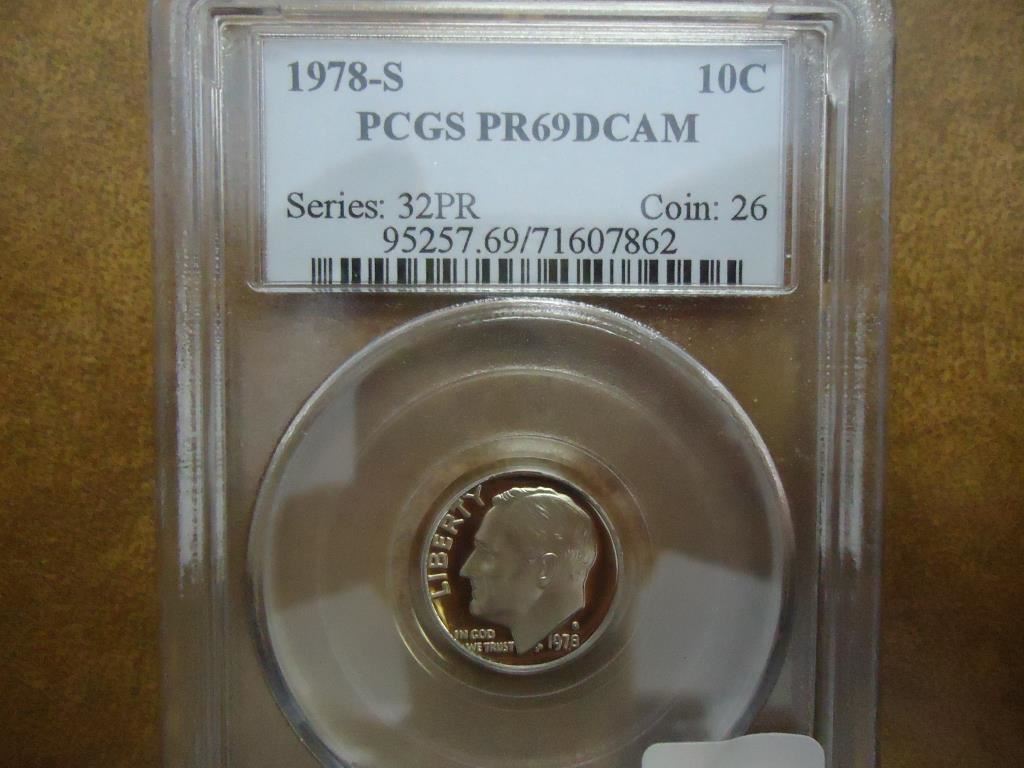 1978-S 10C
PCGS PR69DCAM
Series: 32PR Coin: 26
95257.69/71607862
LIBERTY
IN GOD
WE TRUST
1978